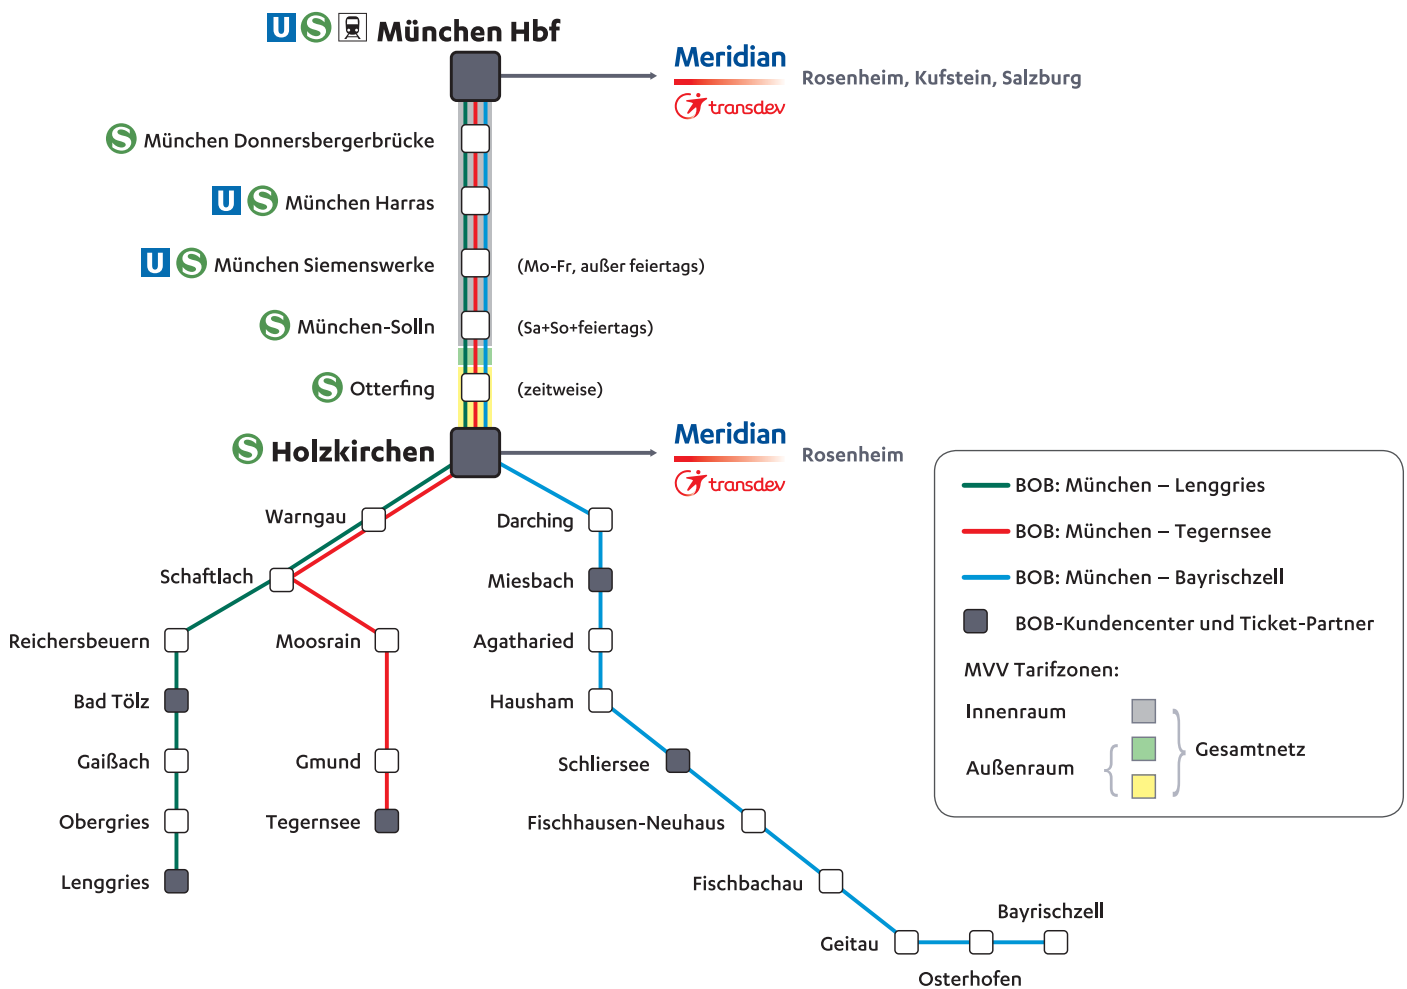 U S München Hbf
Meridian
transdev
Rosenheim, Kufstein, Salzburg
S München Donnersbergerbrücke
U S München Harras
U S München Siemenswerke (Mo-Fr, außer feiertags)
S München-Solln (Sa+So+feiertags)
S Otterfing (zeitweise)
S Holzkirchen
Meridian
transdev
Rosenheim
Warngau
Darching
Schaftlach
Miesbach
Reichersbeuern
Moosrain
Agatharied
Bad Tölz
Hausham
Gaißach
Gmund
Schliersee
Obergries
Tegernsee
Fischhausen-Neuhaus
Lenggries
Fischbachau
Bayrischzell
Geitau
Osterhofen
BOB: München – Lenggries
BOB: München – Tegernsee
BOB: München – Bayrischzell
BOB-Kundencenter und Ticket-Partner
MVV Tarifzonen:
Innenraum
Gesamtnetz
Außenraum